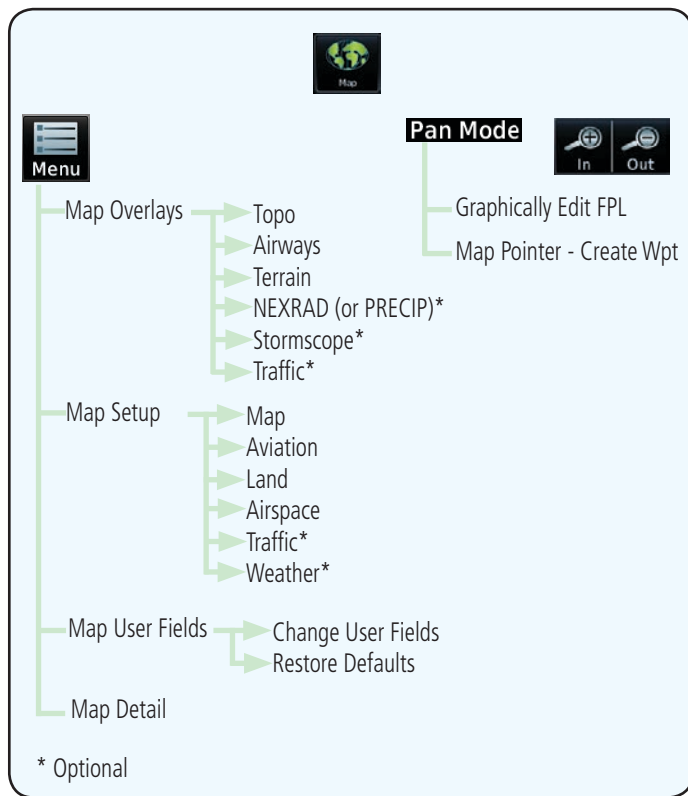 Map
Menu
Map Overlays
Topo
Airways
Terrain
NEXRAD (or PRECIP)*
Stormscope*
Traffic*
Map Setup
Map
Aviation
Land
Airspace
Traffic*
Weather*
Map User Fields
Change User Fields
Restore Defaults
Map Detail
Pan Mode
Graphically Edit FPL
Map Pointer - Create Wpt
In
Out
* Optional